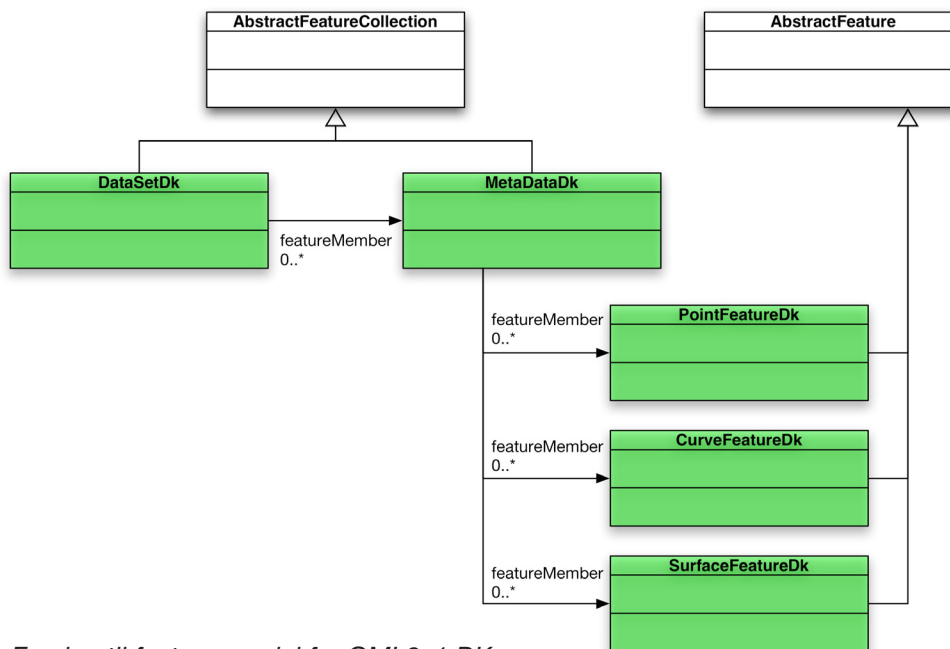 AbstractFeatureCollection
AbstractFeature
DataSetDk
MetaDataDk
featureMember
0..*
PointFeatureDk
featureMember
0..*
CurveFeatureDk
featureMember
0..*
SurfaceFeatureDk
featureMember
0..*